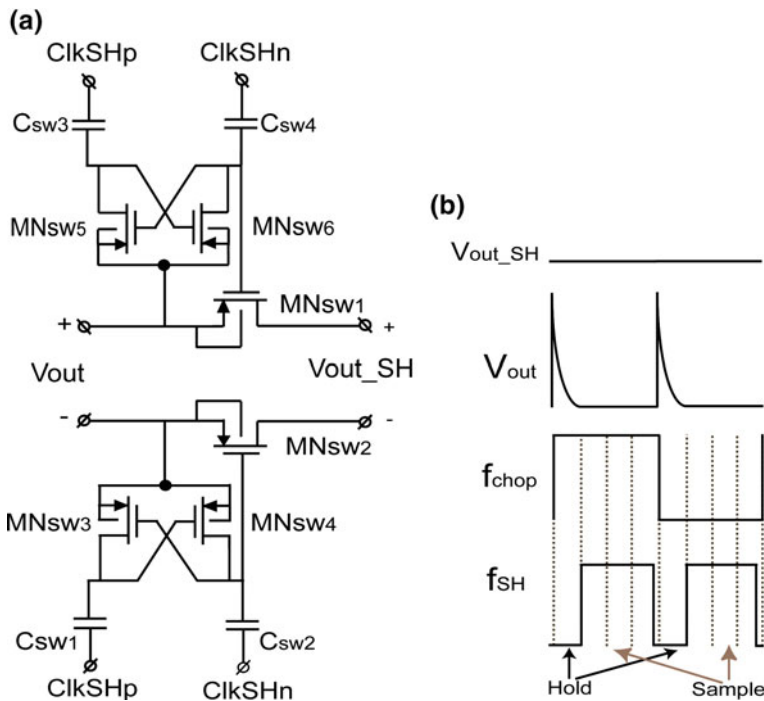 (a)
ClkSHp ClkSHn
Csw3 Csw4
MNsw5 MNsw6
MNsw1
+ +
Vout Vout_SH
- -
MNsw2
MNsw3 MNsw4
Csw1 Csw2
ClkSHp ClkSHn
(b)
Vout_SH
Vout
fchop
fSH
Hold Sample